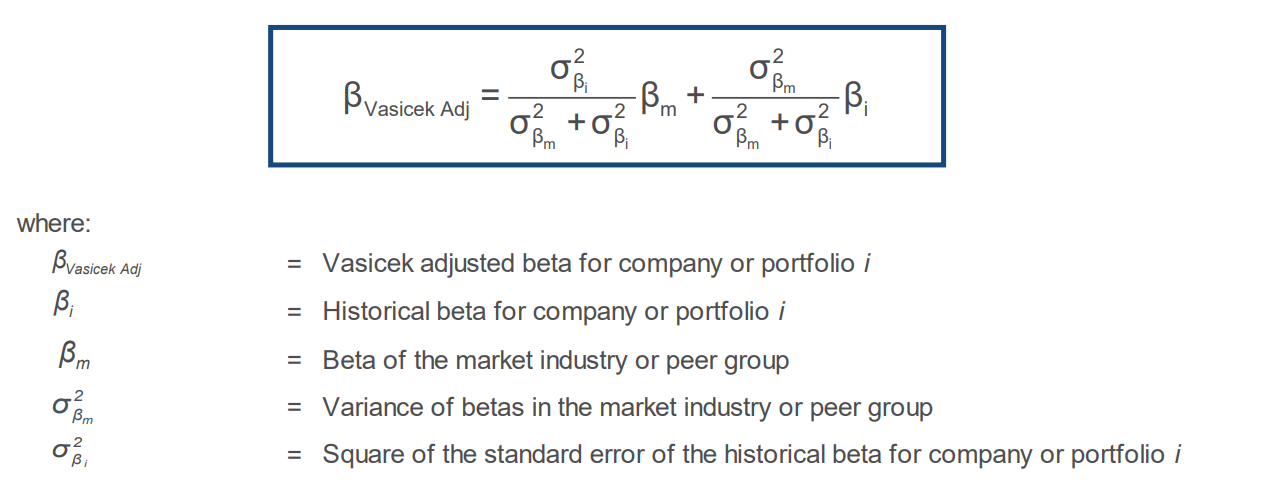 β_Vasicek Adj = σ²_βi / (σ²_βm + σ²_βi) β_m + σ²_βm / (σ²_βm + σ²_βi) β_i
where:
β_Vasicek Adj = Vasicek adjusted beta for company or portfolio i
β_i = Historical beta for company or portfolio i
β_m = Beta of the market industry or peer group
σ²_βm = Variance of betas in the market industry or peer group
σ²_βi = Square of the standard error of the historical beta for company or portfolio i